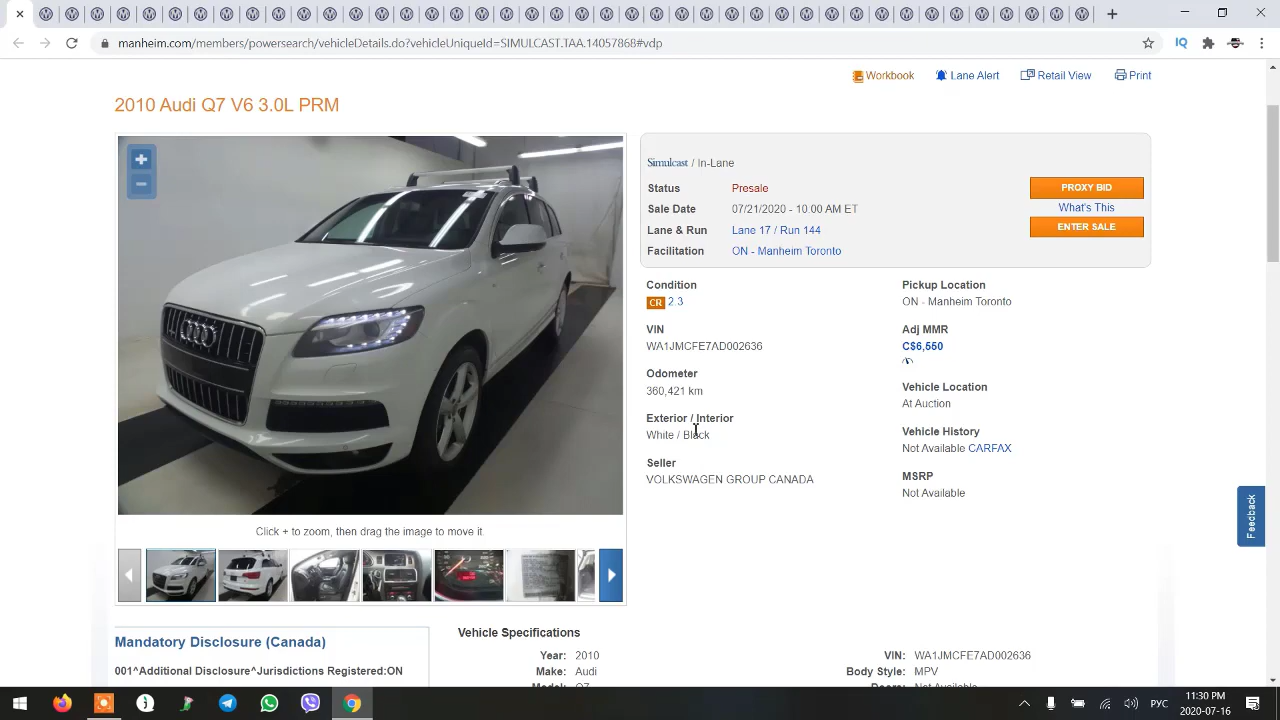 manheim.com/members/powersearch/vehicleDetails.do?vehicleUniqueId=SIMULCAST.TAA.14057868#vdp
IQ
Workbook
Lane Alert
Retail View
Print
2010 Audi Q7 V6 3.0L PRM
Simulcast / In-Lane
Status Presale
PROXY BID
Sale Date 07/21/2020 - 10:00 AM ET
What's This
Lane & Run Lane 17 / Run 144
ENTER SALE
Facilitation ON - Manheim Toronto
Condition
CR 2.3
VIN
WA1JMCFE7AD002636
Odometer
360,421 km
Exterior / Interior
White / Black
Seller
VOLKSWAGEN GROUP CANADA
Pickup Location
ON - Manheim Toronto
Adj MMR
C$6,550
Vehicle Location
At Auction
Vehicle History
Not Available CARFAX
MSRP
Not Available
Feedback
Click + to zoom, then drag the image to move it.
Mandatory Disclosure (Canada)
001^Additional Disclosure^Jurisdictions Registered:ON
Vehicle Specifications
Year: 2010
VIN: WA1JMCFE7AD002636
Make: Audi
Body Style: MPV
Model: Q7
Doors: Not Available
РУС
11:30 PM
2020-07-16